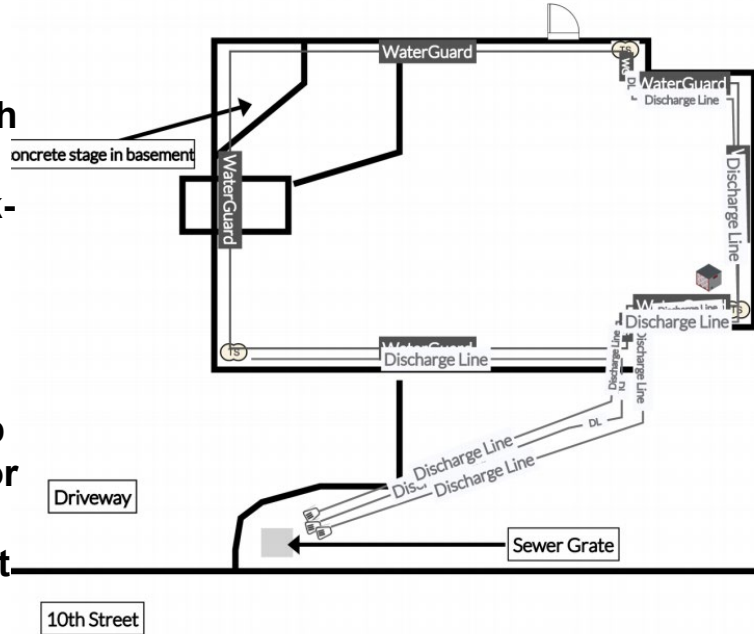 WaterGuard
TS
DL
WaterGuard
Discharge Line
concrete stage in basement
WaterGuard
Discharge Line
WaterGuard
Discharge Line
TS
Discharge Line
TS
WaterGuard
Discharge Line
Discharge Line
Discharge Line
DL
Discharge Line
Discharge Line
or
Driveway
Sewer Grate
10th Street